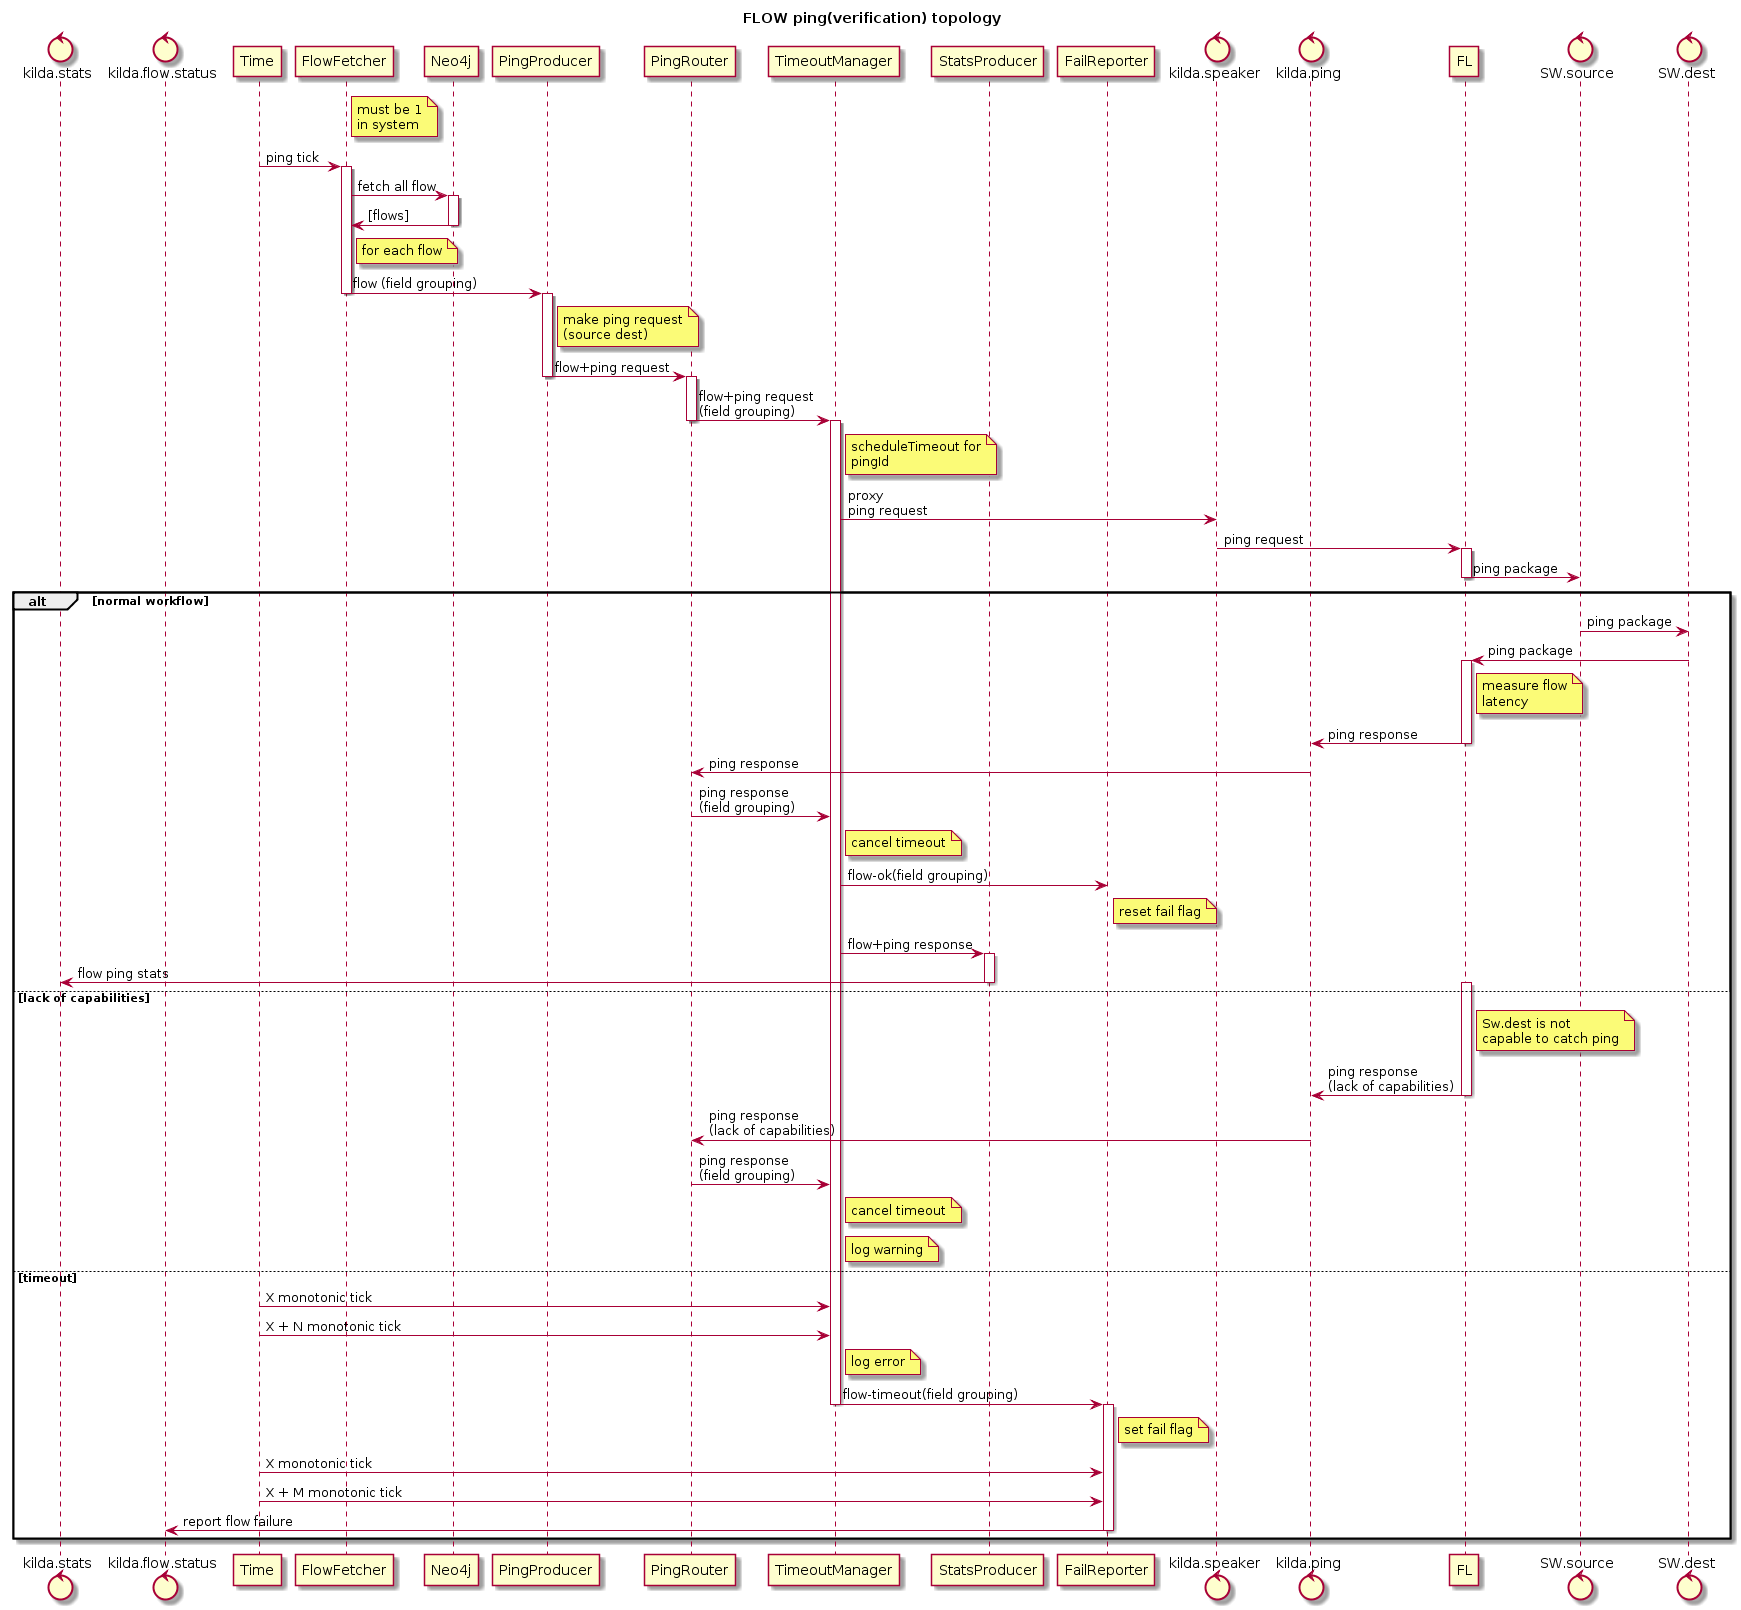 FLOW ping(verification) topology
kilda.stats
kilda.flow.status
Time
FlowFetcher
Neo4j
PingProducer
PingRouter
TimeoutManager
StatsProducer
FailReporter
kilda.speaker
kilda.ping
FL
SW.source
SW.dest
must be 1
in system
ping tick
fetch all flow
[flows]
for each flow
flow (field grouping)
make ping request
(source dest)
flow+ping request
flow+ping request
(field grouping)
scheduleTimeout for
pingId
proxy
ping request
ping request
ping package
alt
[normal workflow]
ping package
ping package
measure flow
latency
ping response
ping response
ping response
(field grouping)
cancel timeout
flow-ok(field grouping)
reset fail flag
flow+ping response
flow ping stats
[lack of capabilities]
Sw.dest is not
capable to catch ping
ping response
(lack of capabilities)
ping response
(lack of capabilities)
ping response
(field grouping)
cancel timeout
log warning
[timeout]
X monotonic tick
X + N monotonic tick
log error
flow-timeout(field grouping)
set fail flag
X monotonic tick
X + M monotonic tick
report flow failure
kilda.stats
kilda.flow.status
Time
FlowFetcher
Neo4j
PingProducer
PingRouter
TimeoutManager
StatsProducer
FailReporter
kilda.speaker
kilda.ping
FL
SW.source
SW.dest